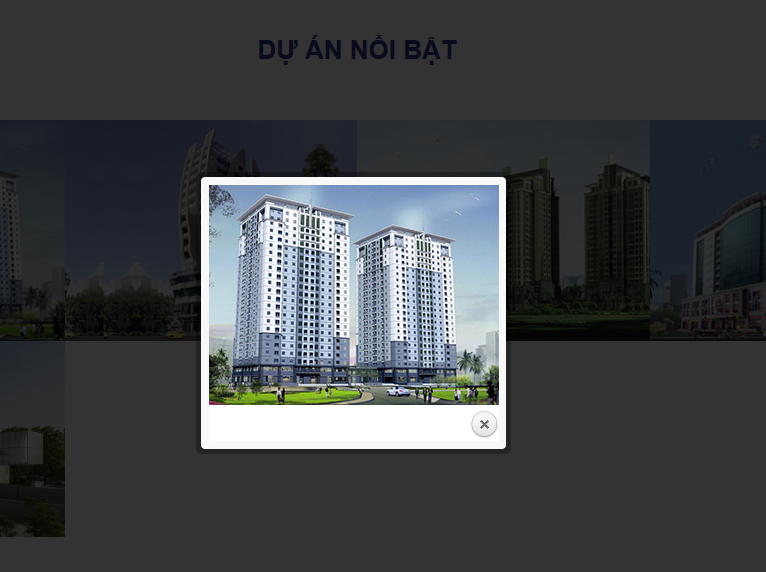 DỰ ÁN NỔI BẬT